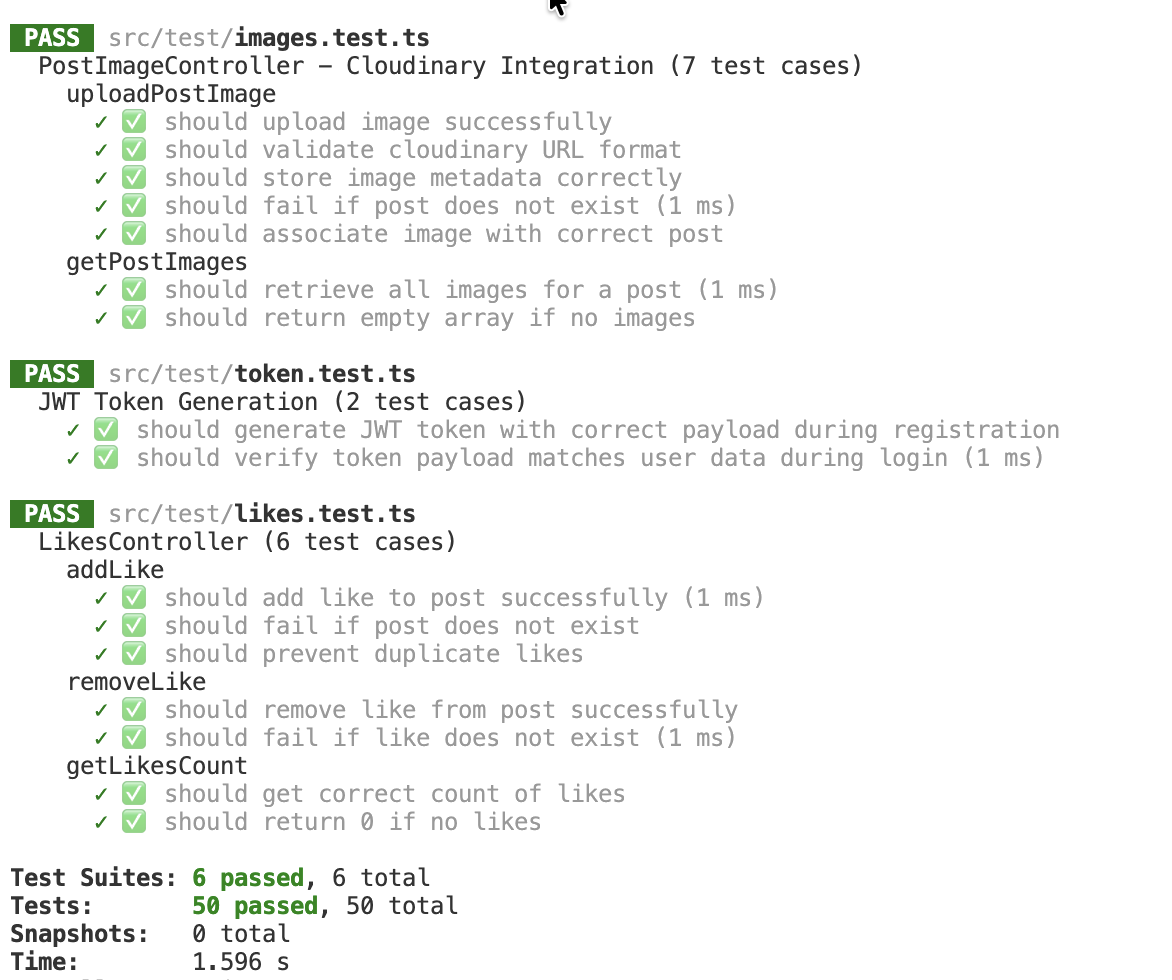 PASS src/test/images.test.ts
PostImageController – Cloudinary Integration (7 test cases)
uploadPostImage
✓ ✅ should upload image successfully
✓ ✅ should validate cloudinary URL format
✓ ✅ should store image metadata correctly
✓ ✅ should fail if post does not exist (1 ms)
✓ ✅ should associate image with correct post
getPostImages
✓ ✅ should retrieve all images for a post (1 ms)
✓ ✅ should return empty array if no images
PASS src/test/token.test.ts
JWT Token Generation (2 test cases)
✓ ✅ should generate JWT token with correct payload during registration
✓ ✅ should verify token payload matches user data during login (1 ms)
PASS src/test/likes.test.ts
LikesController (6 test cases)
addLike
✓ ✅ should add like to post successfully (1 ms)
✓ ✅ should fail if post does not exist
✓ ✅ should prevent duplicate likes
removeLike
✓ ✅ should remove like from post successfully
✓ ✅ should fail if like does not exist (1 ms)
getLikesCount
✓ ✅ should get correct count of likes
✓ ✅ should return 0 if no likes
Test Suites: 6 passed, 6 total
Tests: 50 passed, 50 total
Snapshots: 0 total
Time: 1.596 s